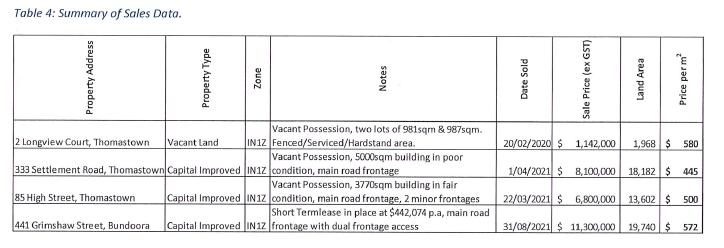 Table 4: Summary of Sales Data.
Property Address | Property Type | Zone | Notes | Date Sold | Sale Price (ex GST) | Land Area | Price per m²
Vacant Possession, two lots of 981sqm & 987sqm.
2 Longview Court, Thomastown | Vacant Land | IN1Z | Fenced/Serviced/Hardstand area. | 20/02/2020 | $ 1,142,000 | 1,968 | $ 580
Vacant Possession, 5000sqm building in poor
333 Settlement Road, Thomastown | Capital Improved | IN1Z | condition, main road frontage | 1/04/2021 | $ 8,100,000 | 18,182 | $ 445
Vacant Possession, 3770sqm building in fair
85 High Street, Thomastown | Capital Improved | IN1Z | condition, main road frontage, 2 minor frontages | 22/03/2021 | $ 6,800,000 | 13,602 | $ 500
Short Termlease in place at $442,074 p.a, main road
441 Grimshaw Street, Bundoora | Capital Improved | IN1Z | frontage with dual frontage access | 31/08/2021 | $ 11,300,000 | 19,740 | $ 572